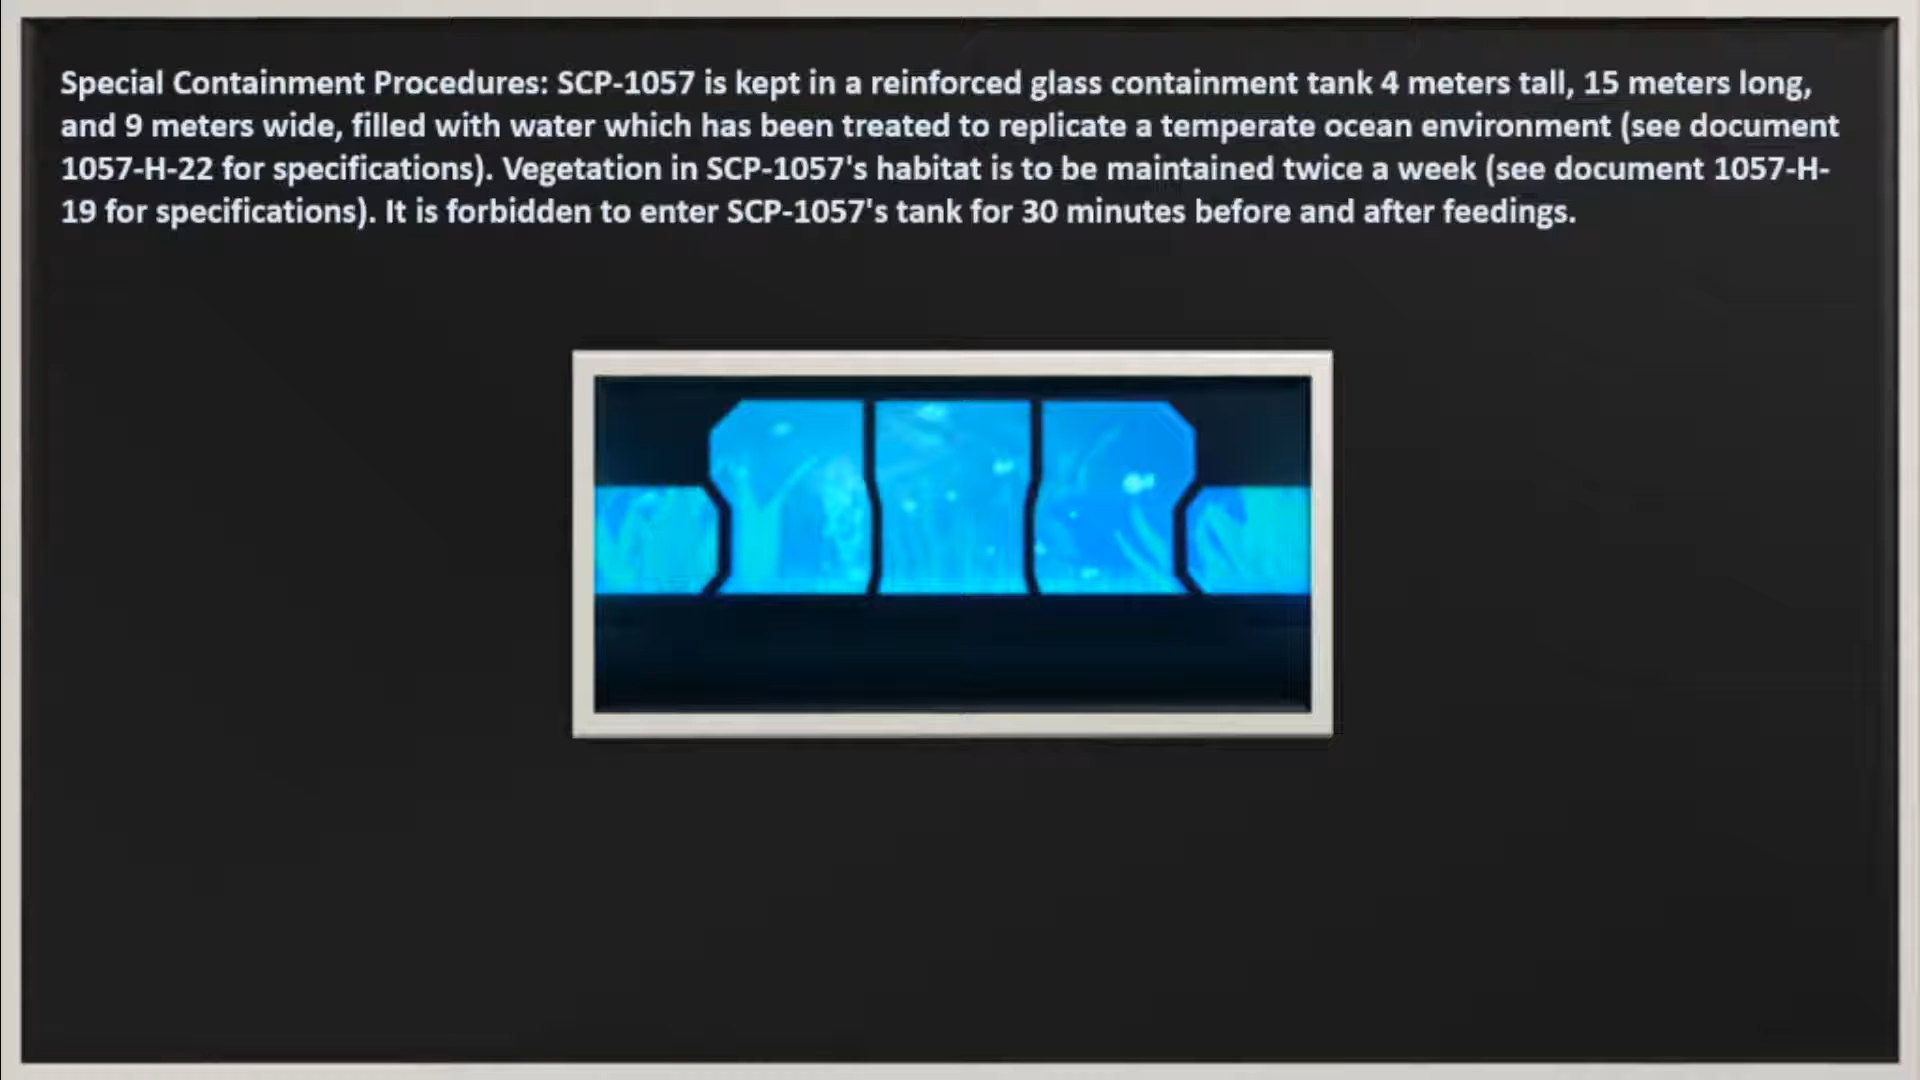 Special Containment Procedures: SCP-1057 is kept in a reinforced glass containment tank 4 meters tall, 15 meters long,
and 9 meters wide, filled with water which has been treated to replicate a temperate ocean environment (see document
1057-H-22 for specifications). Vegetation in SCP-1057's habitat is to be maintained twice a week (see document 1057-H-
19 for specifications). It is forbidden to enter SCP-1057's tank for 30 minutes before and after feedings.